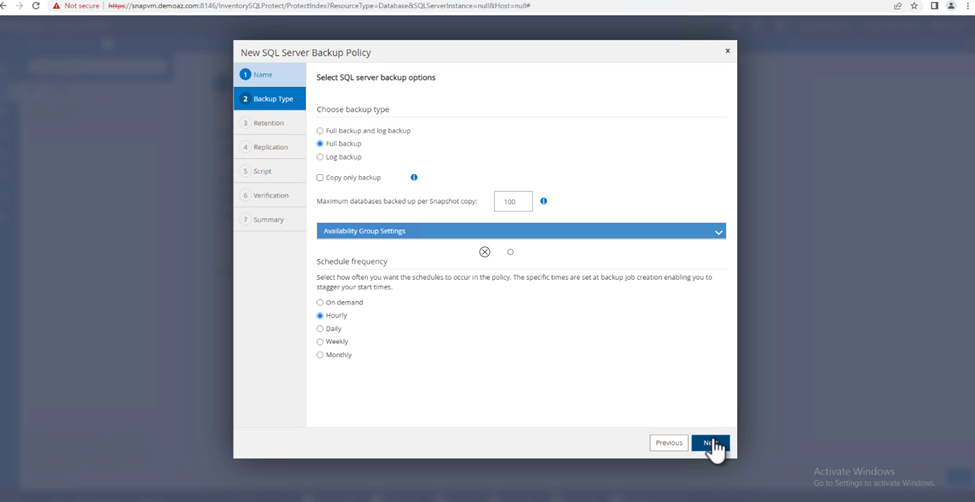 Not secure
https://snapvm.demoaz.com:8146/InventorySQLProtect/ProtectIndex?ResourceType=Database&SQLServerInstance=null&Host=null#
New SQL Server Backup Policy
x
1 Name
2 Backup Type
3 Retention
4 Replication
5 Script
6 Verification
7 Summary
Select SQL server backup options
Choose backup type
Full backup and log backup
Full backup
Log backup
Copy only backup
Maximum databases backed up per Snapshot copy: 100
Availability Group Settings
Schedule frequency
Select how often you want the schedules to occur in the policy. The specific times are set at backup job creation enabling you to
stagger your start times.
On demand
Hourly
Daily
Weekly
Monthly
Previous
Activate Windows
Go to Settings to activate Windows.